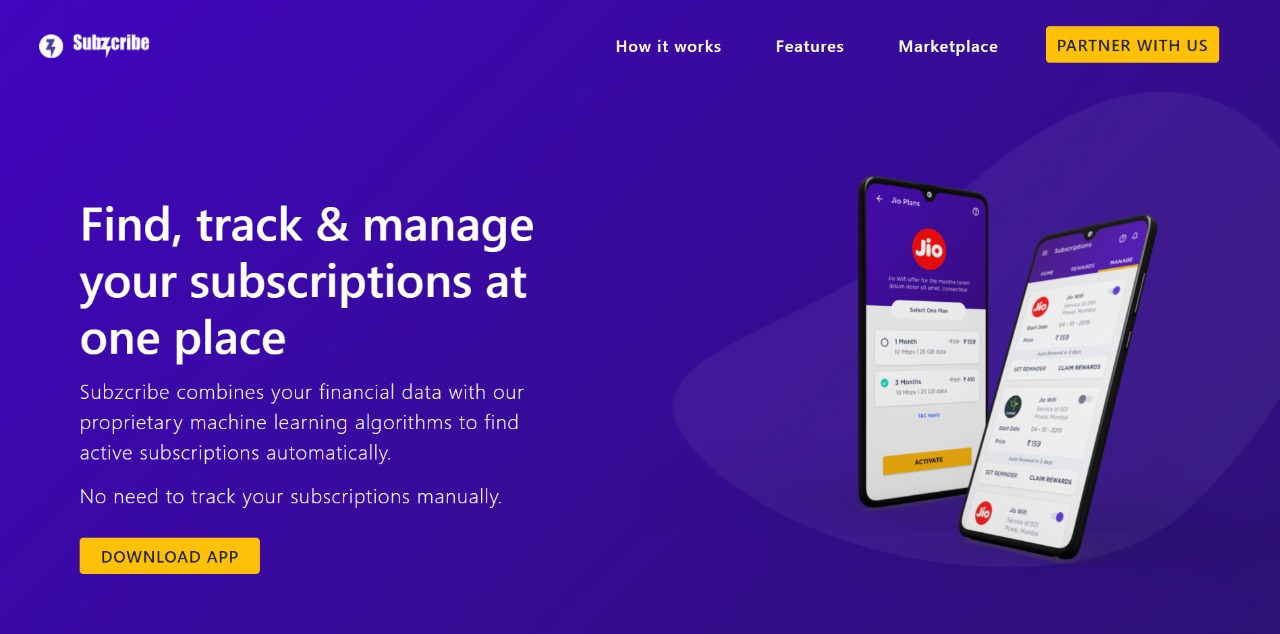 Subzcribe
How it works
Features
Marketplace
PARTNER WITH US
Find, track & manage
your subscriptions at
one place
Subzcribe combines your financial data with our
proprietary machine learning algorithms to find
active subscriptions automatically.
No need to track your subscriptions manually.
DOWNLOAD APP
Jio Plans
Jio
Jio Wifi offer for the months lorem
ipsum dolor sit amet, consectet
Select One Plan
1 Month
₹159
10 Mbps | 25 GB data
3 Months
₹410
10 Mbps | 25 GB data
T&C Apply
ACTIVATE
Subscriptions
HOME
REWARDS
MANAGE
Jio
Jio Wifi
Service id 001
Powai, Mumbai
Start Date
04 - 10 - 2019
Price
₹159
Auto-Renewal in 3 days
SET REMINDER
CLAIM REWARDS
Jio Wifi
Service id 001
Powai, Mumbai
Start Date
04 - 10 - 2019
Price
₹159
Auto-Renewal in 3 days
SET REMINDER
CLAIM REWARDS
Jio
Jio Wifi
Service id 001
Powai, Mumbai